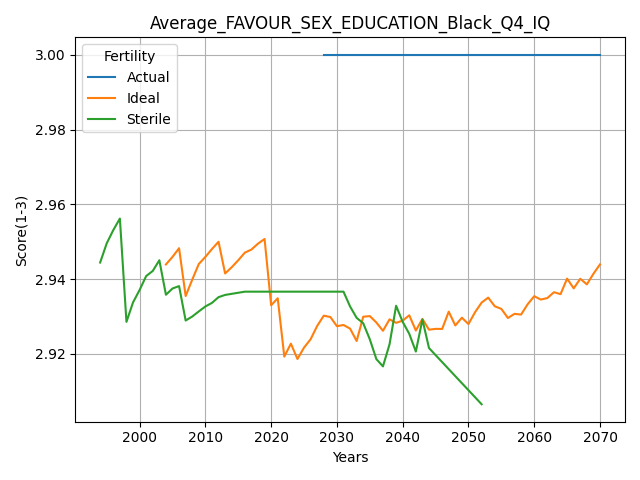 Average_FAVOUR_SEX_EDUCATION_Black_Q4_IQ
Fertility
Actual
Ideal
Sterile
Score(1-3)
3.00
2.98
2.96
2.94
2.92
2000 2010 2020 2030 2040 2050 2060 2070
Years